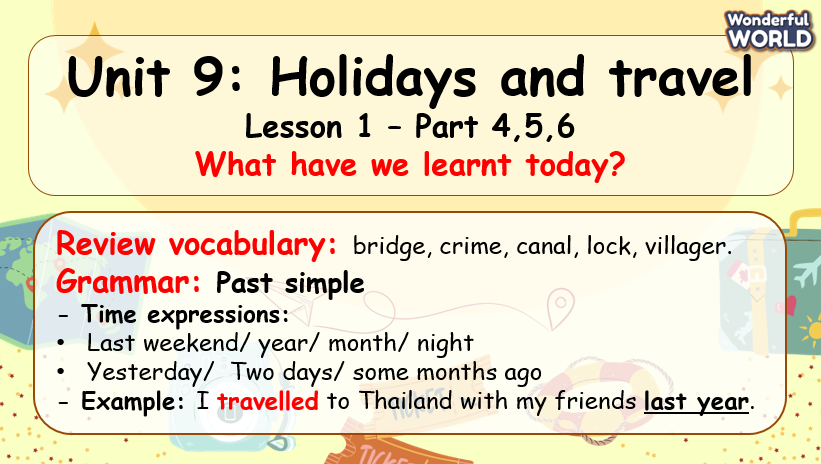 Wonderful
WORLD
Unit 9: Holidays and travel
Lesson 1 – Part 4,5,6
What have we learnt today?
Review vocabulary: bridge, crime, canal, lock, villager.
Grammar: Past simple
- Time expressions:
• Last weekend/ year/ month/ night
• Yesterday/ Two days/ some months ago
- Example: I travelled to Thailand with my friends last year.
TICKET
TICKET